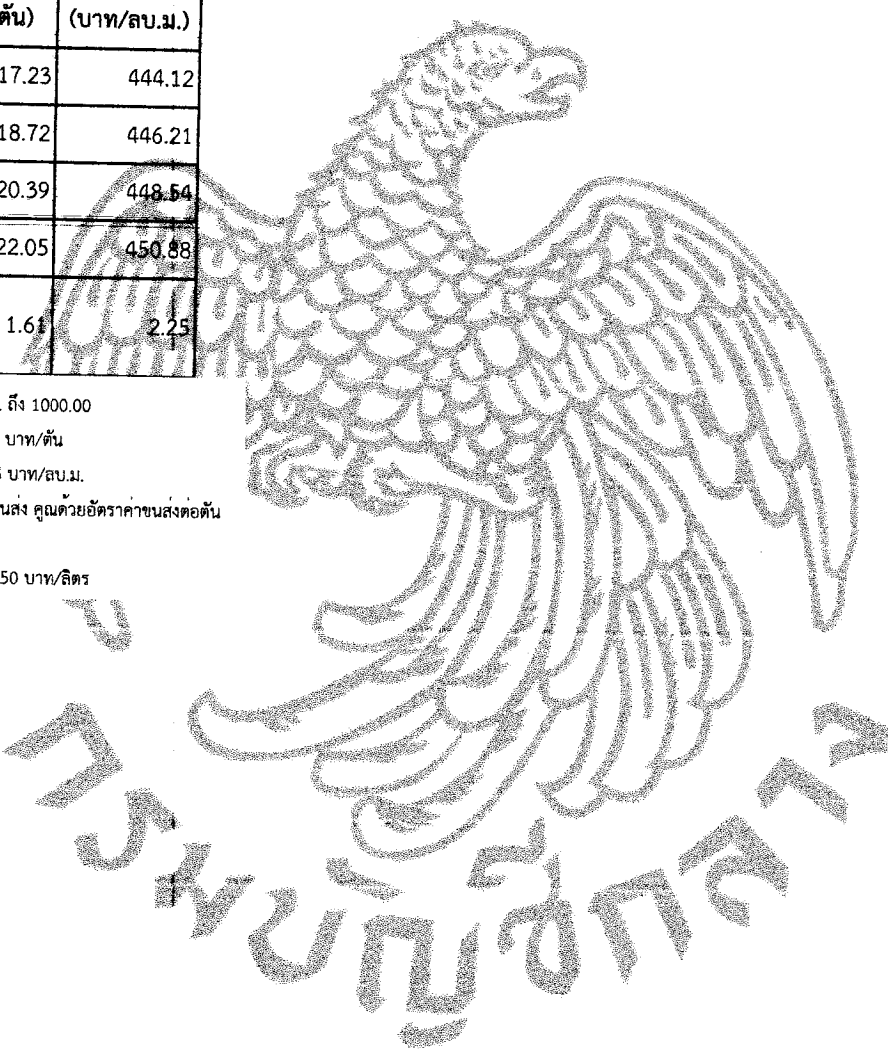 ตัน) (บาท/ลบ.ม.)
17.23 444.12
18.72 446.21
20.39 448.54
22.05 450.88
1.61 2.25
ถึง 1000.00
บาท/ตัน
บาท/ลบ.ม.
นส่ง คูณด้วยอัตราค่าขนส่งต่อตัน
50 บาท/ลิตร
กรมบัญชีกลาง